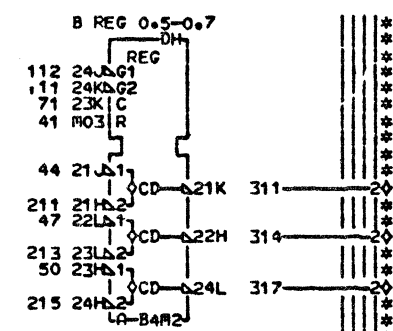 B REG 0.5-0.7
DH
REG
112 24J G1
11 24K G2
71 23K C
41 M03 R
44 21J 1
CD 21K 311 2
211 21H 2
47 22L 1
CD 22H 314 2
213 23L 2
50 23H 1
CD 24L 317 2
215 24H 2
A-B4M2